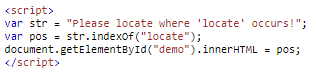 <script>
var str = "Please locate where 'locate' occurs!";
var pos = str.indexOf("locate");
document.getElementById("demo").innerHTML = pos;
</script>